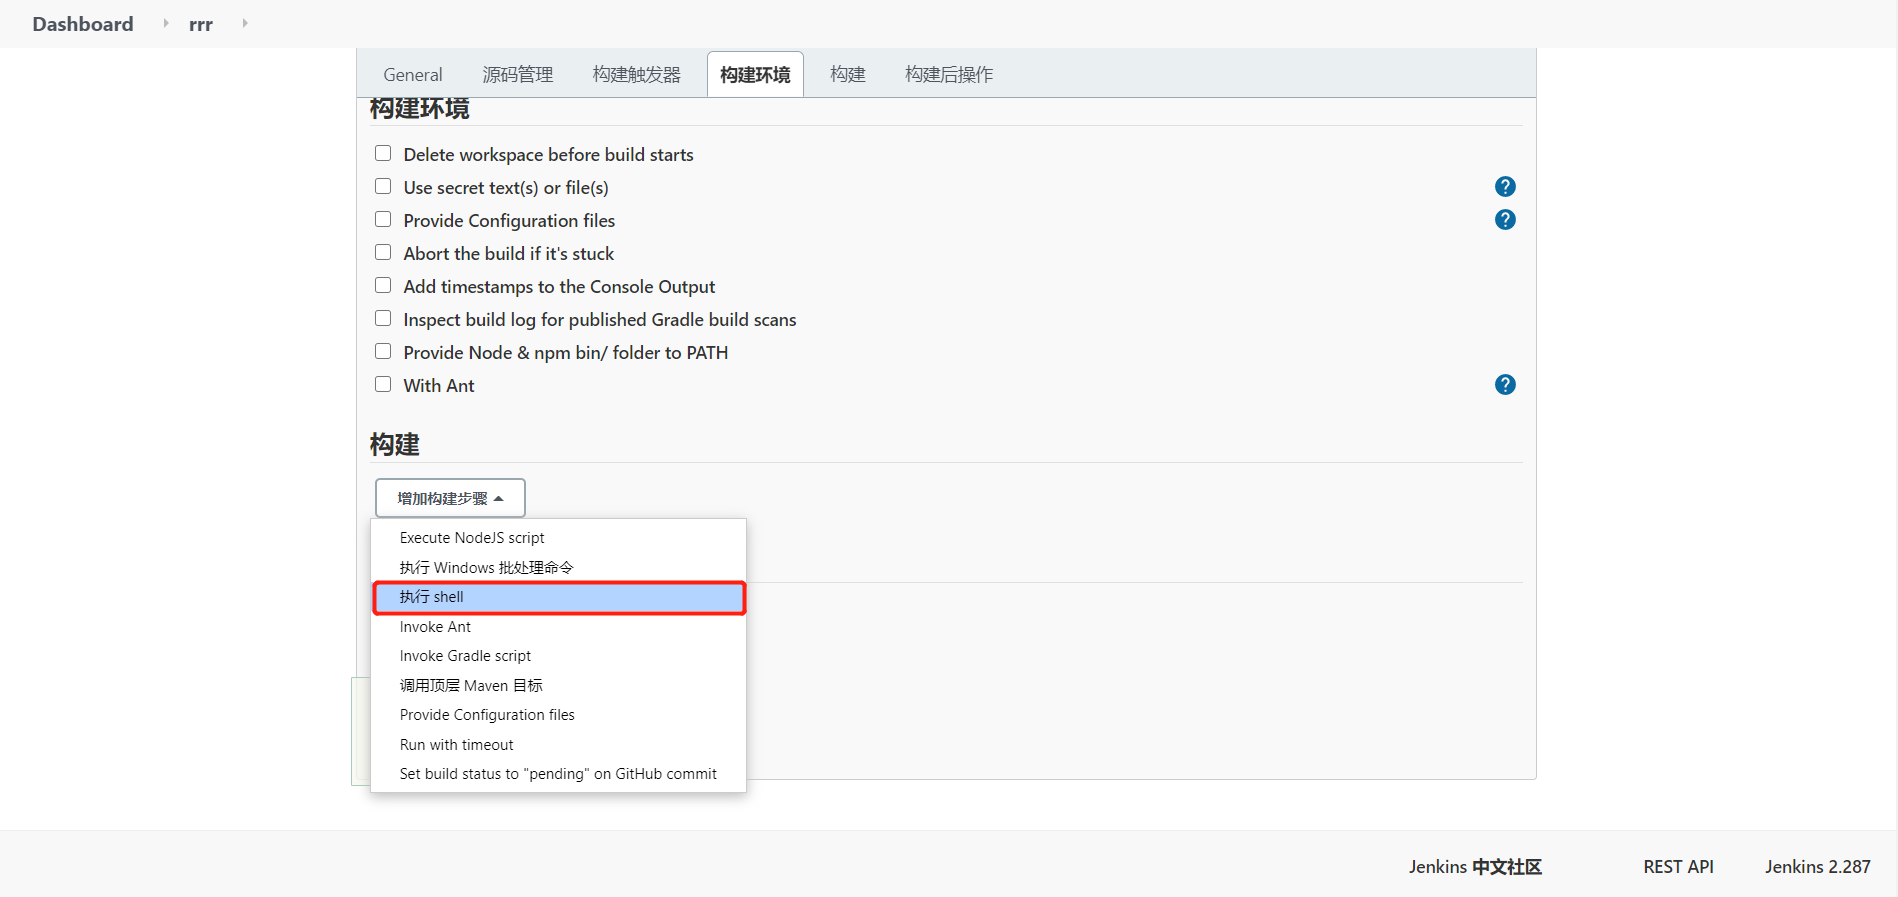 Dashboard rrr
General 源码管理 构建触发器 构建环境 构建 构建后操作
构建环境
Delete workspace before build starts
Use secret text(s) or file(s)
Provide Configuration files
Abort the build if it's stuck
Add timestamps to the Console Output
Inspect build log for published Gradle build scans
Provide Node & npm bin/ folder to PATH
With Ant
构建
增加构建步骤
Execute NodeJS script
执行 Windows 批处理命令
执行 shell
Invoke Ant
Invoke Gradle script
调用顶层 Maven 目标
Provide Configuration files
Run with timeout
Set build status to "pending" on GitHub commit
Jenkins 中文社区 REST API Jenkins 2.287